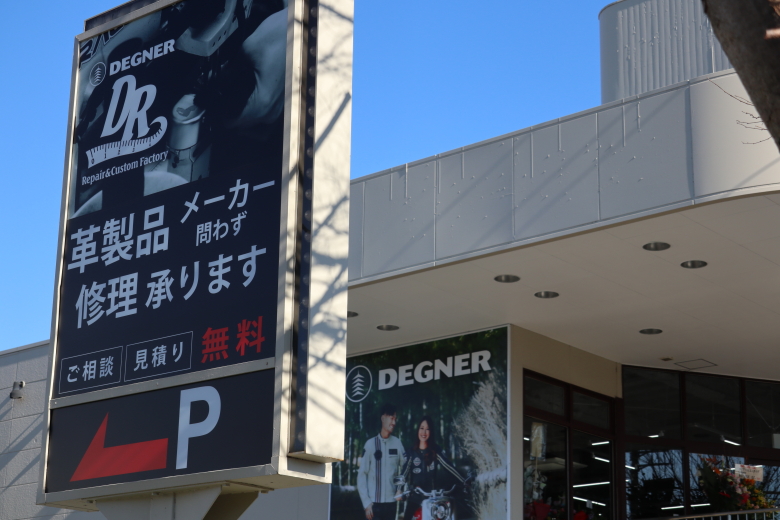 DEGNER
DR
Repair&Custom Factory
革製品 メーカー
問わず
修理 承ります
ご相談 見積り 無料
P
DEGNER